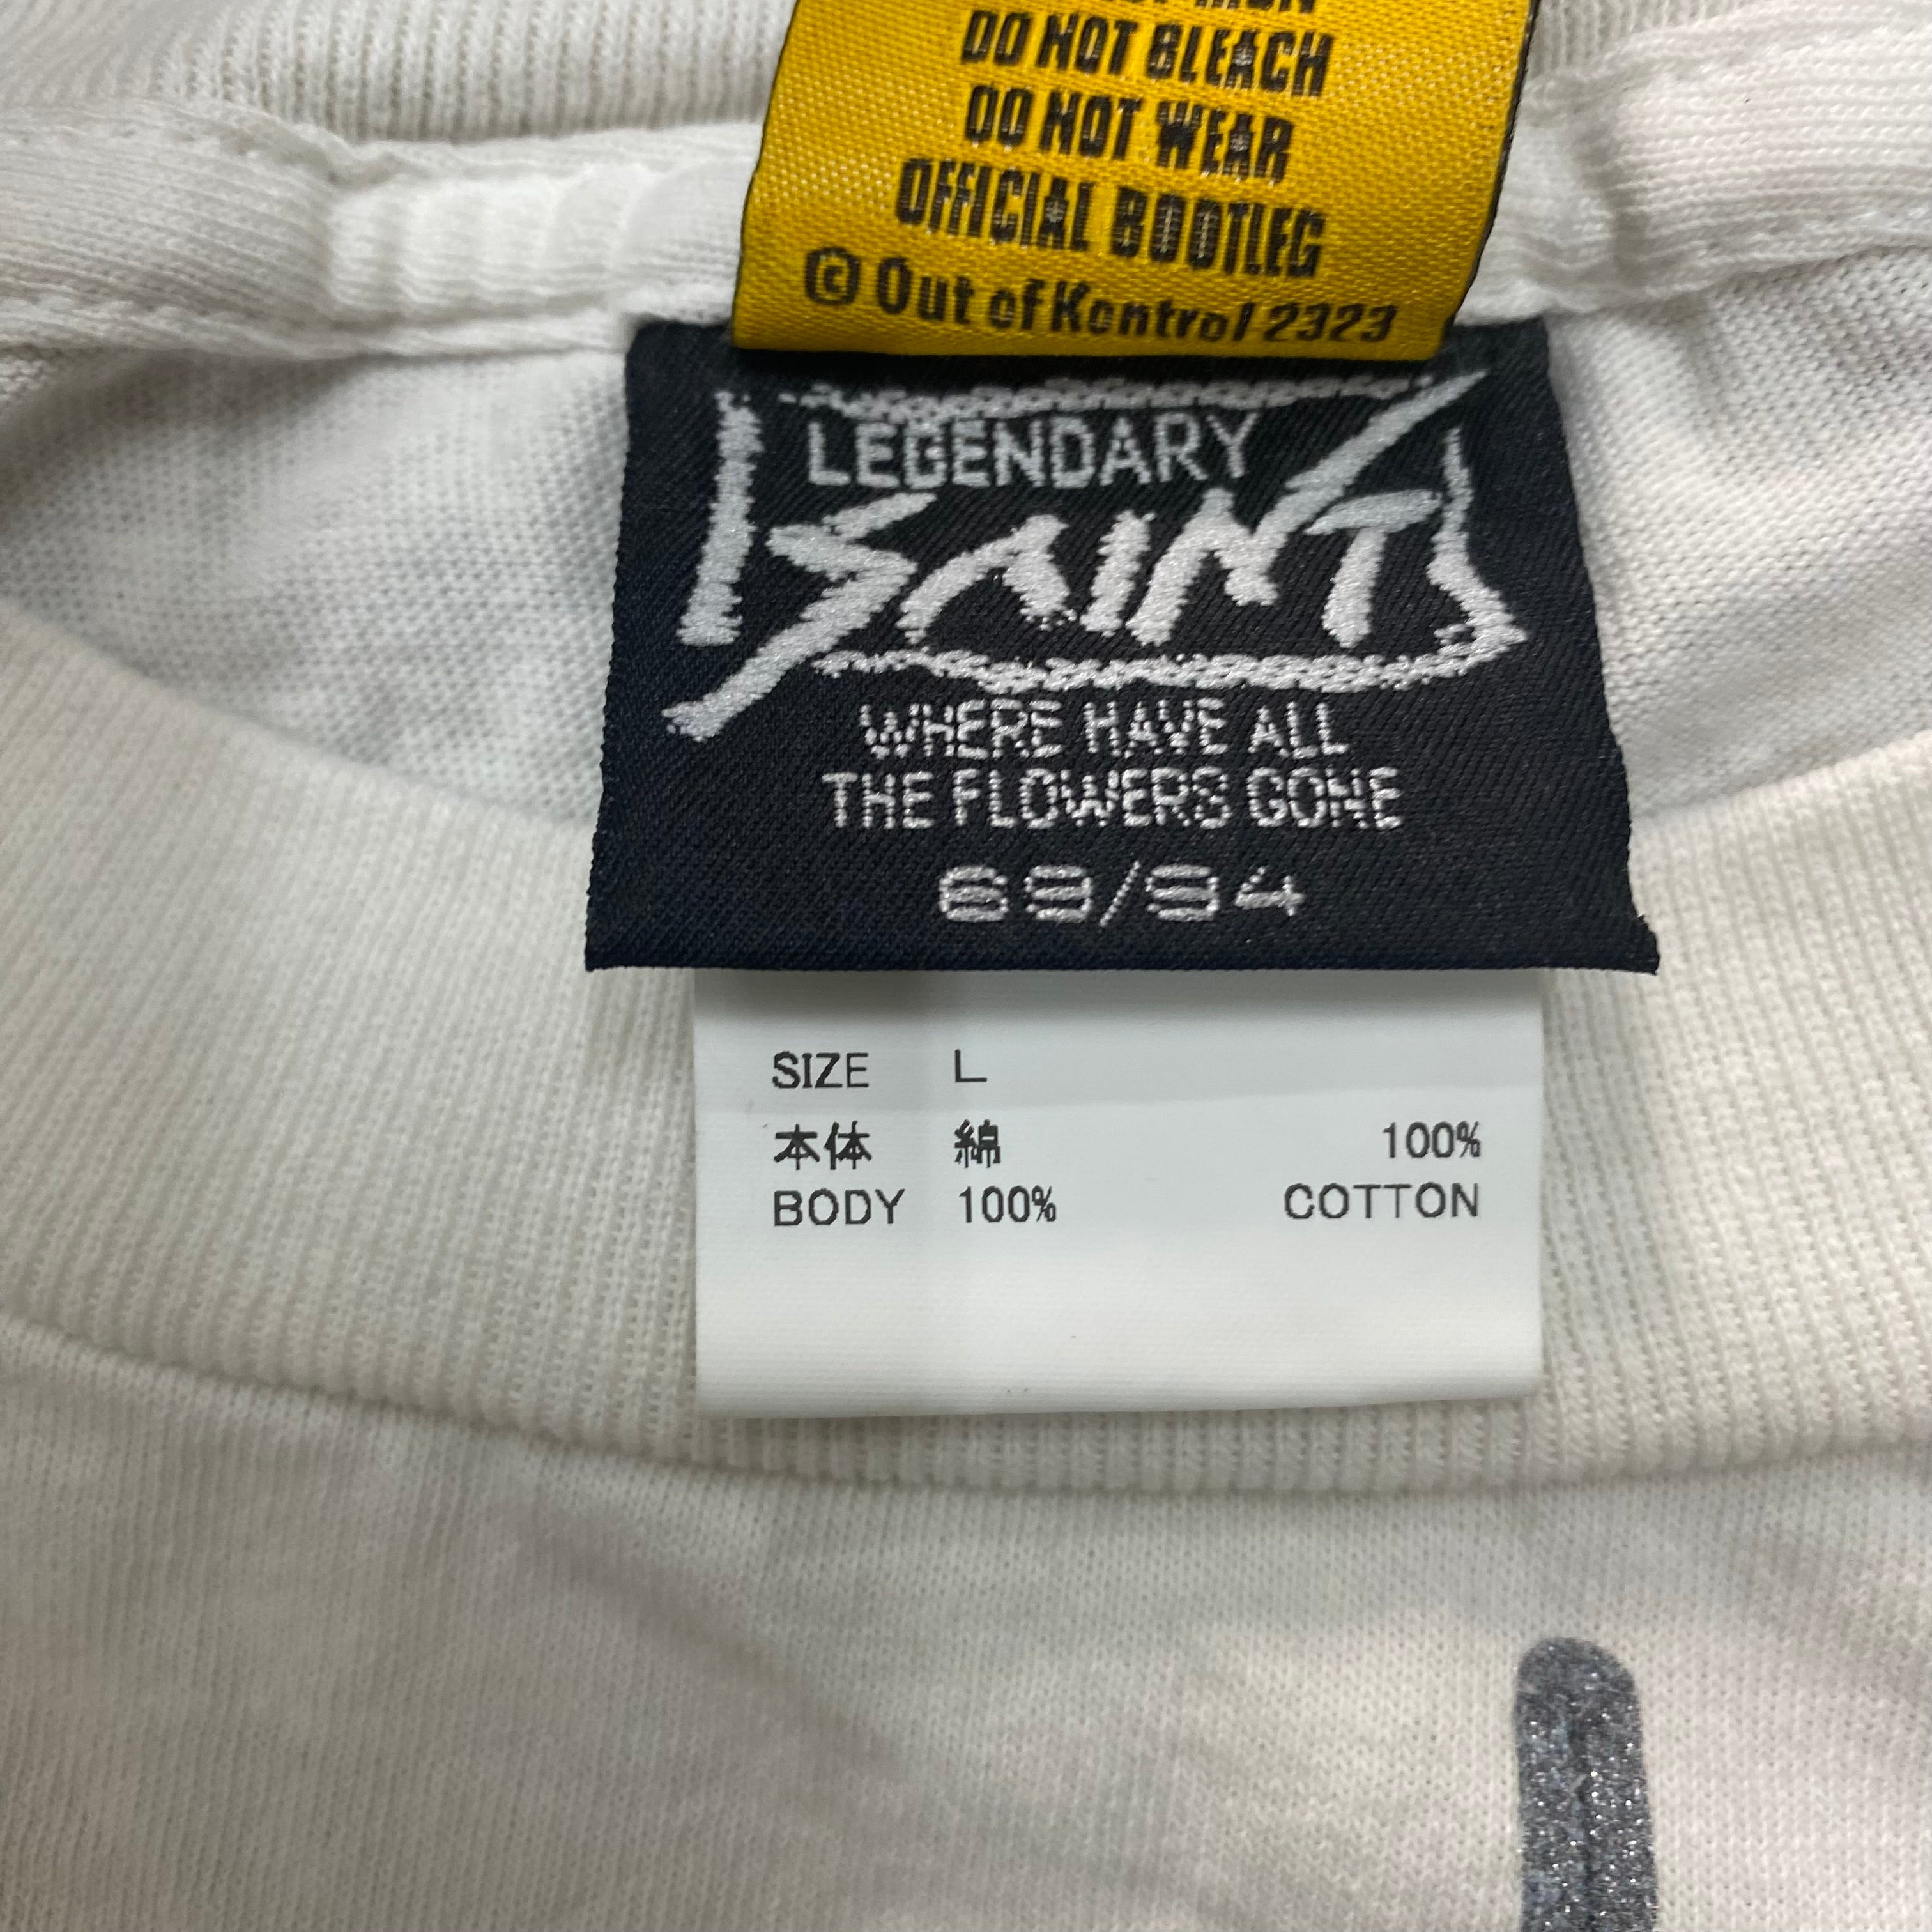 DO NOT BLEACH
DO NOT WEAR
OFFICIAL BOOTLEG
© Out of Kontrol 2323
LEGENDARY
SAINT
WHERE HAVE ALL
THE FLOWERS GONE
69/94
SIZE L
本体 綿 100%
BODY 100% COTTON